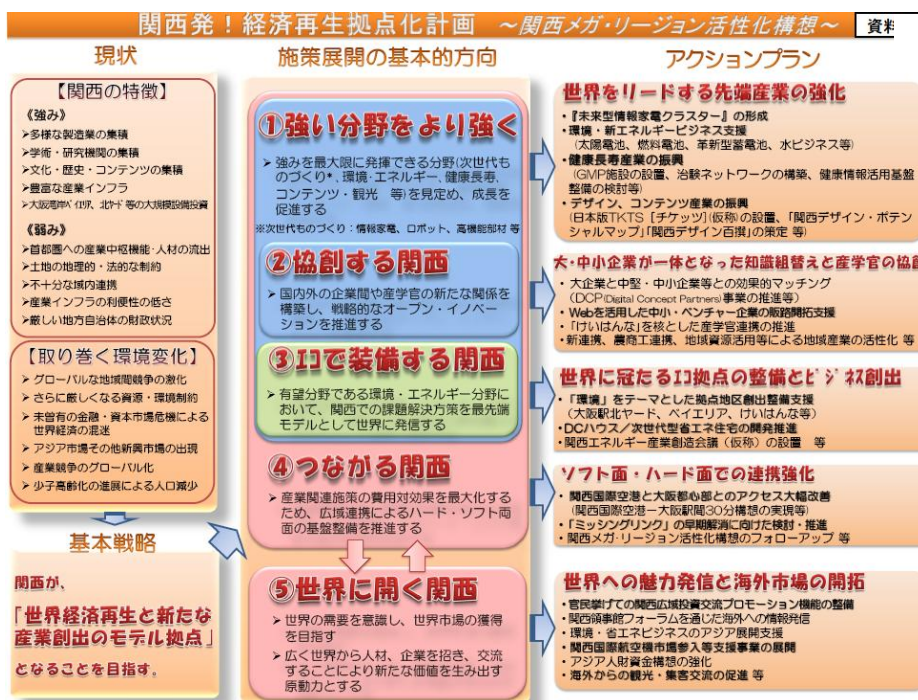 関西発！経済再生拠点化計画 ～関西メガ・リージョン活性化構想～
資料
現状
【関西の特徴】
《強み》
➢多様な製造業の集積
➢学術・研究機関の集積
➢文化・歴史・コンテンツの集積
➢豊富な産業インフラ
➢大阪湾岸ベイエリア、北ヤード等の大規模設備投資
《弱み》
➢首都圏への産業中枢機能・人材の流出
➢土地の地理的・法的な制約
➢不十分な域内連携
➢産業インフラの利便性の低さ
➢厳しい地方自治体の財政状況
【取り巻く環境変化】
➢グローバルな地域間競争の激化
➢さらに厳しくなる資源・環境制約
➢未曾有の金融・資本市場危機による
世界経済の混迷
➢アジア市場その他新興市場の出現
➢産業競争のグローバル化
➢少子高齢化の進展による人口減少
基本戦略
関西が、
「世界経済再生と新たな
産業創出のモデル拠点」
となることを目指す。
施策展開の基本的方向
①強い分野をより強く
➢強みを最大限に発揮できる分野(次世代も
のづくり*、環境・エネルギー、健康長寿、
コンテンツ・観光 等)を見定め、成長を
促進する
※次世代ものづくり：情報家電、ロボット、高機能部材 等
②協創する関西
➢国内外の企業間や産学官の新たな関係を
構築し、戦略的なオープン・イノベー
ションを推進する
③エコで装備する関西
➢有望分野である環境・エネルギー分野に
おいて、関西での課題解決方策を最先端
モデルとして世界に発信する
④つながる関西
➢産業関連施策の費用対効果を最大化する
ため、広域連携によるハード・ソフト両
面の基盤整備を推進する
⑤世界に開く関西
➢世界の需要を意識し、世界市場の獲得
を目指す
➢広く世界から人材、企業を招き、交流
することにより新たな価値を生み出す
原動力とする
アクションプラン
世界をリードする先端産業の強化
・『未来型情報家電クラスター』の形成
・環境・新エネルギービジネス支援
(太陽電池、燃料電池、革新型蓄電池、水ビジネス等)
・健康長寿産業の振興
(GMP施設の設置、治験ネットワークの構築、健康情報活用基盤
整備の検討等)
・デザイン、コンテンツ産業の振興
(日本版TKTS［チケッツ］(仮称)の設置、「関西デザイン・ポテン
シャルマップ」「関西デザイン百撰」の策定 等)
大・中小企業が一体となった知識組替えと産学官の協創
・大企業と中堅・中小企業等との効果的マッチング
(DCP(Digital Concept Partners)事業の推進等)
・Webを活用した中小・ベンチャー企業の販路開拓支援
・「けいはんな」を核とした産学官連携の推進
・新連携、農商工連携、地域資源活用等による地域産業の活性化 等
世界に冠たるエコ拠点の整備とビジネス創出
・「環境」をテーマとした拠点地区創出整備支援
(大阪駅北ヤード、ベイエリア、けいはんな等)
・DCハウス／次世代型省エネ住宅の開発推進
・関西エネルギー産業創造会議（仮称）の設置 等
ソフト面・ハード面での連携強化
・関西国際空港と大阪都心部とのアクセス大幅改善
(関西国際空港ー大阪駅間30分構想の実現等)
・「ミッシングリンク」の早期解消に向けた検討・推進
・関西メガ・リージョン活性化構想のフォローアップ 等
世界への魅力発信と海外市場の開拓
・官民挙げての関西広域投資交流プロモーション機能の整備
・関西領事館フォーラムを通じた海外への情報発信
・環境・省エネビジネスのアジア展開支援
・関西国際航空機市場参入等支援事業の展開
・アジア人財資金構想の強化
・海外からの観光・集客交流の促進 等